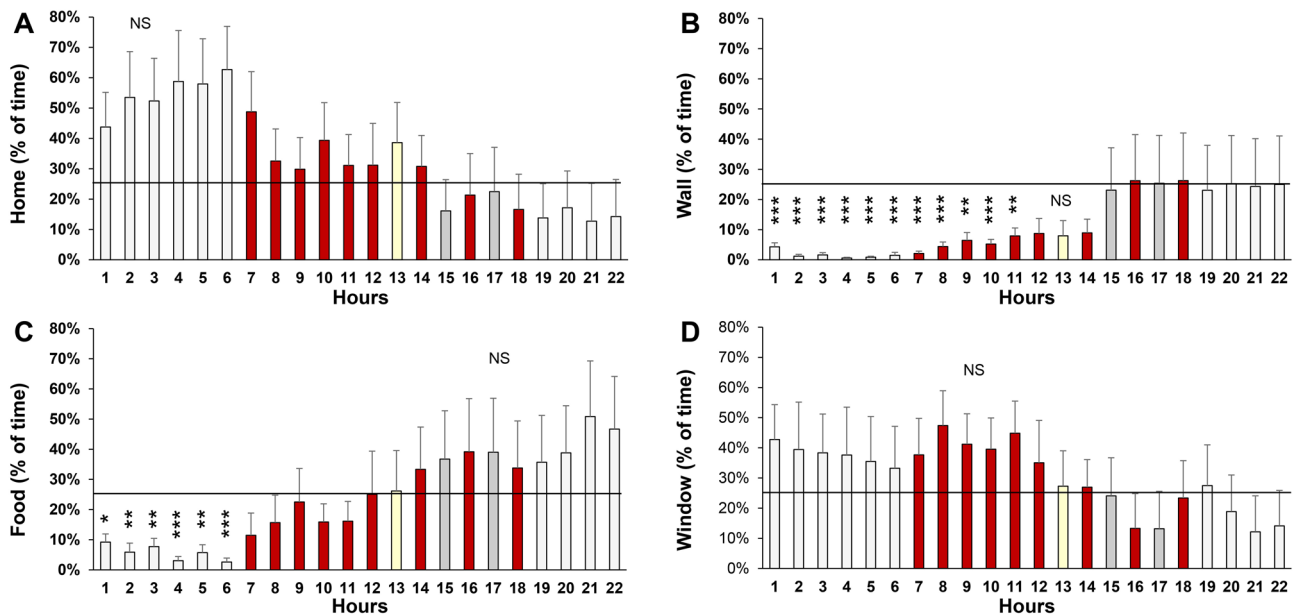 A
Home (% of time)
80%
70%
60%
50%
40%
30%
20%
10%
0%
NS
1 2 3 4 5 6 7 8 9 10 11 12 13 14 15 16 17 18 19 20 21 22
Hours
B
Wall (% of time)
80%
70%
60%
50%
40%
30%
20%
10%
0%
*** *** *** *** *** *** *** *** ** *** **
NS
1 2 3 4 5 6 7 8 9 10 11 12 13 14 15 16 17 18 19 20 21 22
Hours
C
Food (% of time)
80%
70%
60%
50%
40%
30%
20%
10%
0%
* ** ** *** ** ***
NS
1 2 3 4 5 6 7 8 9 10 11 12 13 14 15 16 17 18 19 20 21 22
Hours
D
Window (% of time)
80%
70%
60%
50%
40%
30%
20%
10%
0%
NS
1 2 3 4 5 6 7 8 9 10 11 12 13 14 15 16 17 18 19 20 21 22
Hours